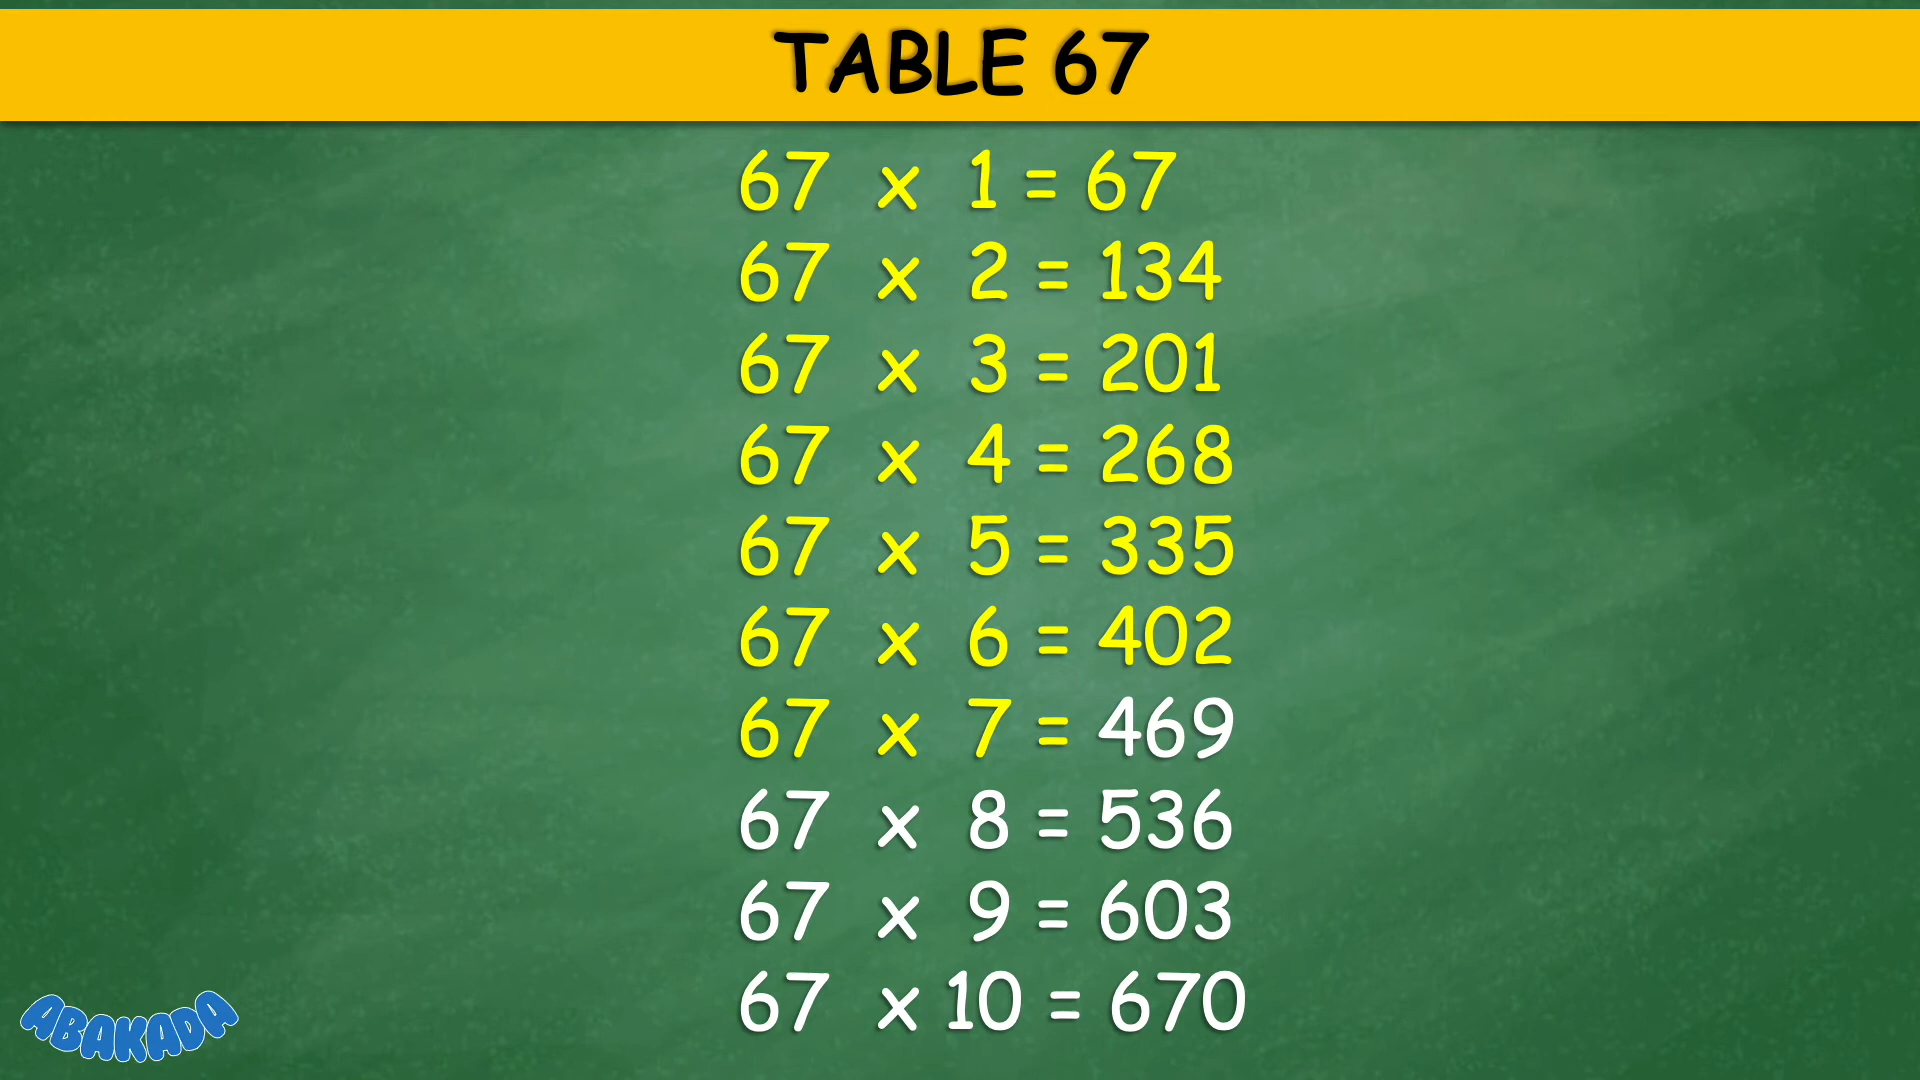 TABLE 67
67 x 1 = 67
67 x 2 = 134
67 x 3 = 201
67 x 4 = 268
67 x 5 = 335
67 x 6 = 402
67 x 7 = 469
67 x 8 = 536
67 x 9 = 603
67 x 10 = 670
ABAKADA